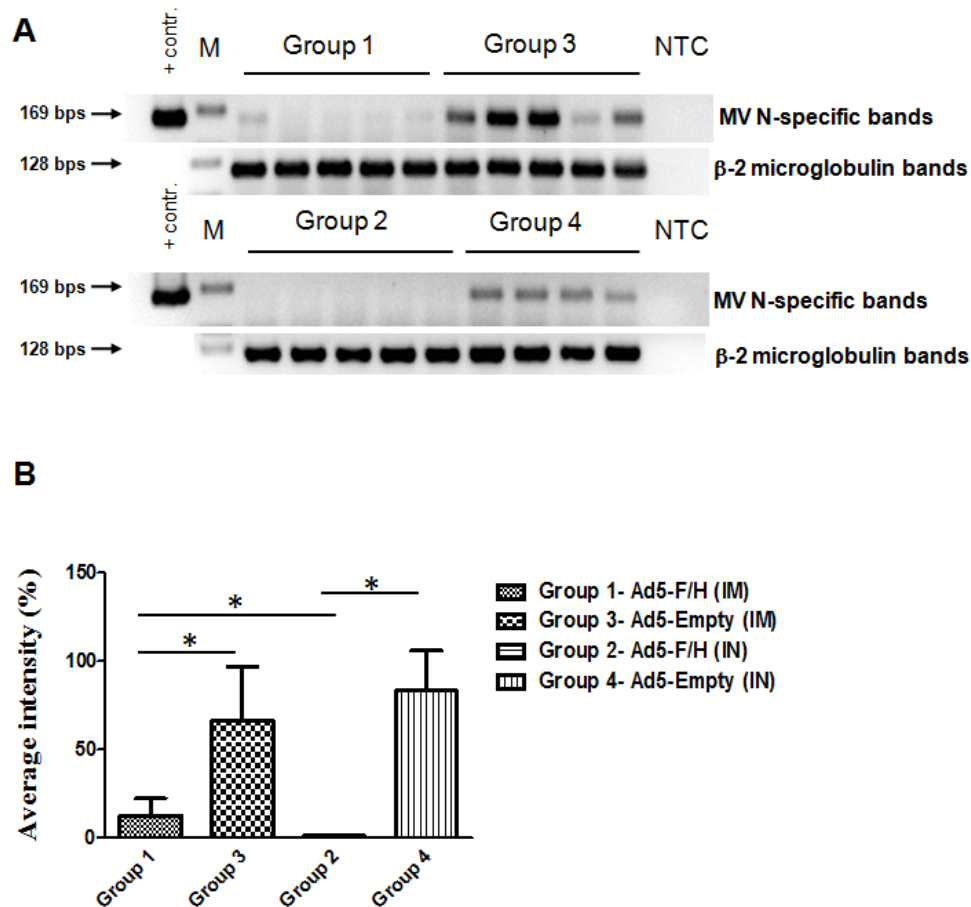 A
+ contr.
M
Group 1
Group 3
NTC
169 bps
MV N-specific bands
128 bps
β-2 microglobulin bands
+ contr.
M
Group 2
Group 4
NTC
169 bps
MV N-specific bands
128 bps
β-2 microglobulin bands
B
Average intensity (%)
150
100
50
0
*
*
*
Group 1
Group 3
Group 2
Group 4
Group 1- Ad5-F/H (IM)
Group 3- Ad5-Empty (IM)
Group 2- Ad5-F/H (IN)
Group 4- Ad5-Empty (IN)